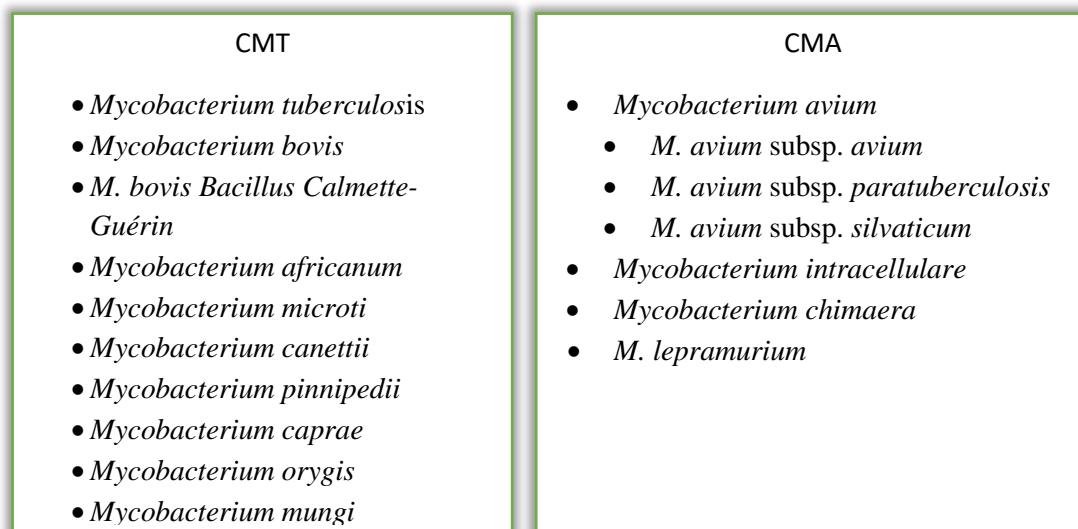 CMT
• Mycobacterium tuberculosis
• Mycobacterium bovis
• M. bovis Bacillus Calmette-
Guérin
• Mycobacterium africanum
• Mycobacterium microti
• Mycobacterium canettii
• Mycobacterium pinnipedii
• Mycobacterium caprae
• Mycobacterium orygis
• Mycobacterium mungi
CMA
• Mycobacterium avium
• M. avium subsp. avium
• M. avium subsp. paratuberculosis
• M. avium subsp. silvaticum
• Mycobacterium intracellulare
• Mycobacterium chimaera
• M. lepramurium